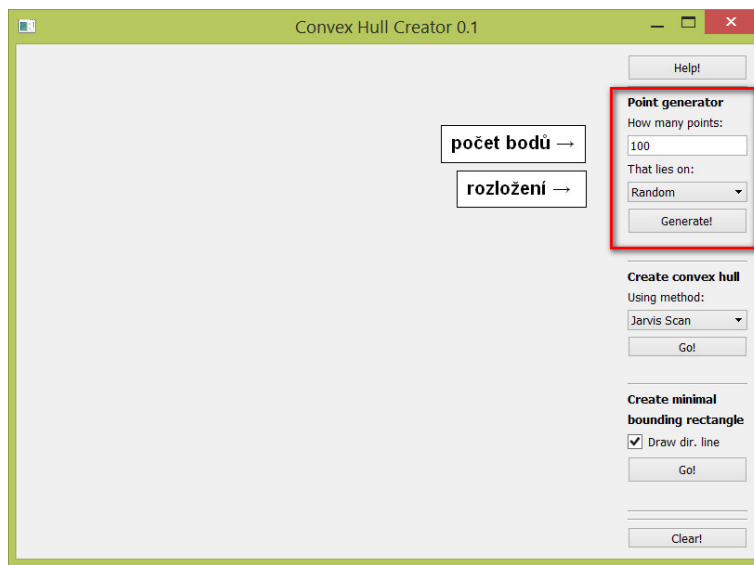 Convex Hull Creator 0.1
Help!
Point generator
How many points:
počet bodů →
100
That lies on:
rozložení →
Random
Generate!
Create convex hull
Using method:
Jarvis Scan
Go!
Create minimal
bounding rectangle
Draw dir. line
Go!
Clear!